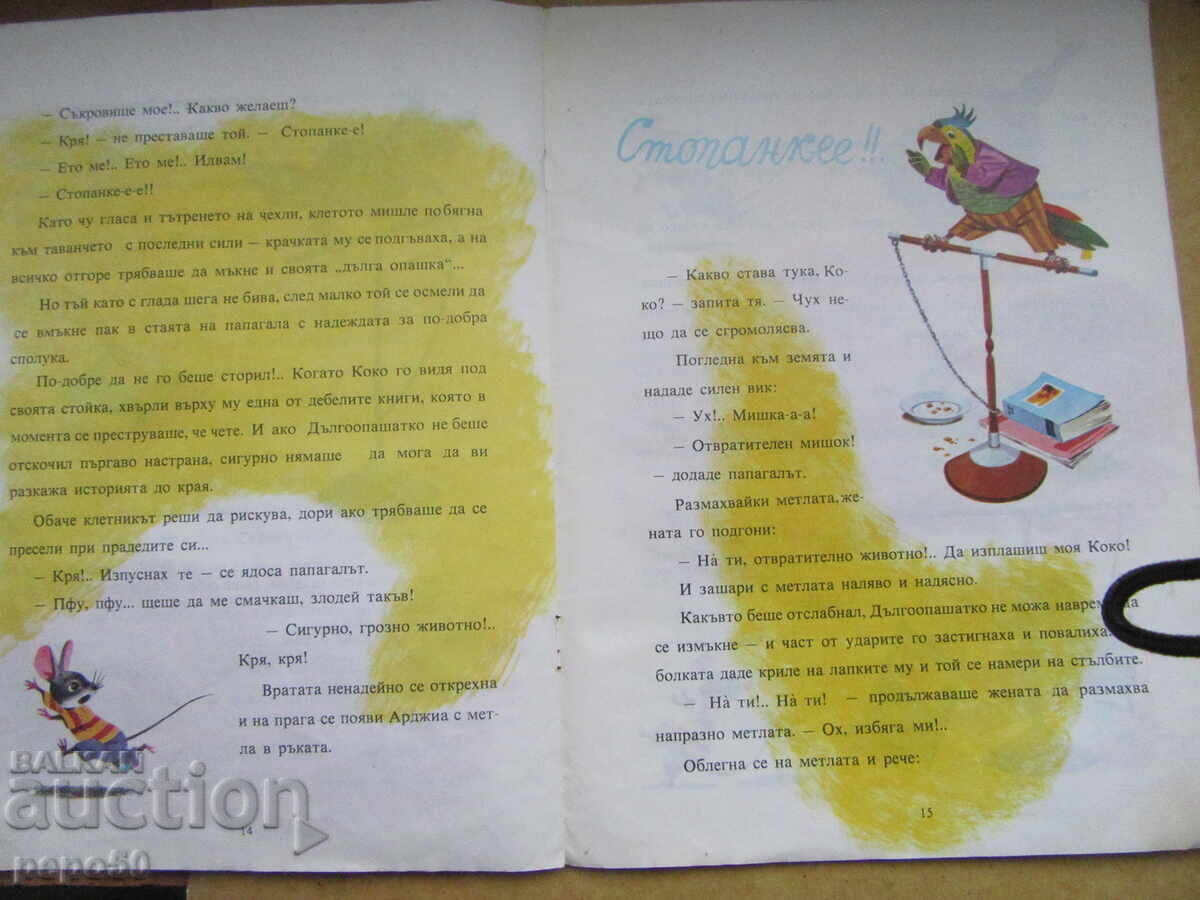 – Съкровище мое!.. Какво желаеш?
– Кря! – не преставаше той. – Стопанке-е!
– Ето ме!.. Ето ме!.. Идвам!
– Стопанке-е-е!!
Като чу гласа и тътренето на чехли, клетото мишле побягна
към таванчето с последни сили – крачката му се подгъваха, а на
всичко отгоре трябваше да мъкне и своята „дълга опашка“...
Но тъй като с глада шега не бива, след малко той се осмели да
се вмъкне пак в стаята на папагала с надеждата за по-добра
сполука.
По-добре да не го беше сторил!.. Когато Коко го видя под
своята стойка, хвърли върху му една от дебелите книги, която в
момента се преструваше, че чете. И ако Дългоопашатко не беше
отскочил пъргаво настрана, сигурно нямаше да мога да ви
разкажа историята до края.
Обаче клетникът реши да рискува, дори ако трябваше да се
пресели при прадедите си...
– Кря!.. Изпуснах те – се ядоса папагалът.
– Пфу, пфу... щеше да ме смачкаш, злодей такъв!
– Сигурно, грозно животно!..
Кря, кря!
Вратата ненадейно се открехна
и на прага се появи Арджиа с мет-
ла в ръката.
14
Стопанкее!!.
– Какво става тука, Ко-
ко? – запита тя. – Чух не-
що да се сгромолясва.
Погледна към земята и
нададе силен вик:
– Ух!.. Мишка-а-а!
– Отвратителен мишок!
– додаде папагалът.
Размахвайки метлата, же-
ната го подгони:
– На̀ ти, отвратително животно!.. Да изплашиш моя Коко!
И зашари с метлата наляво и надясно.
Какъвто беше отслабнал, Дългоопашатко не можа навреме да
се измъкне – и част от ударите го застигнаха и повалиха.
болката даде криле на лапките му и той се намери на стълбите.
– На̀ ти!.. На̀ ти! – продължаваше жената да размахва
напразно метлата. – Ох, избяга ми!..
Облегна се на метлата и рече:
15
BALKAN
auction
pepo50